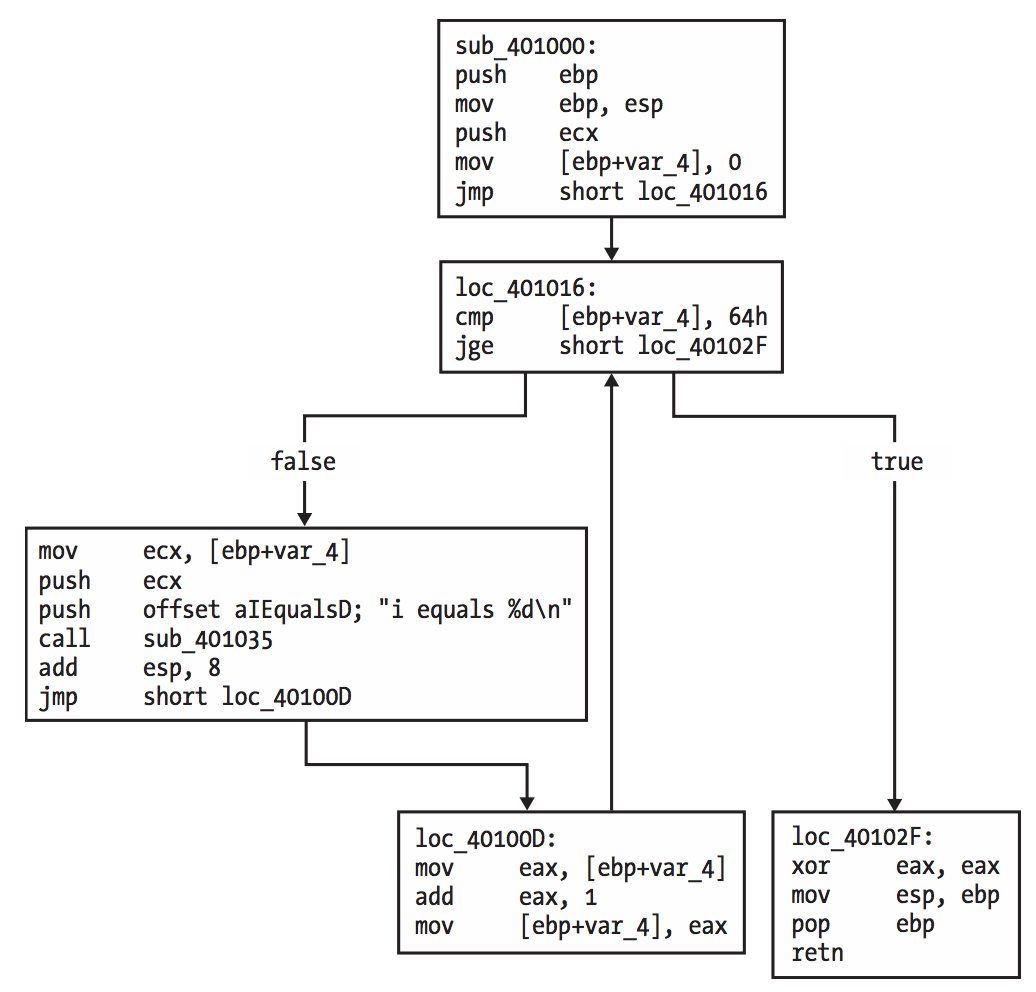 sub_401000:
push ebp
mov ebp, esp
push ecx
mov [ebp+var_4], 0
jmp short loc_401016
loc_401016:
cmp [ebp+var_4], 64h
jge short loc_40102F
false
true
mov ecx, [ebp+var_4]
push ecx
push offset aIEqualsD; "i equals %d\n"
call sub_401035
add esp, 8
jmp short loc_40100D
loc_40100D:
mov eax, [ebp+var_4]
add eax, 1
mov [ebp+var_4], eax
loc_40102F:
xor eax, eax
mov esp, ebp
pop ebp
retn